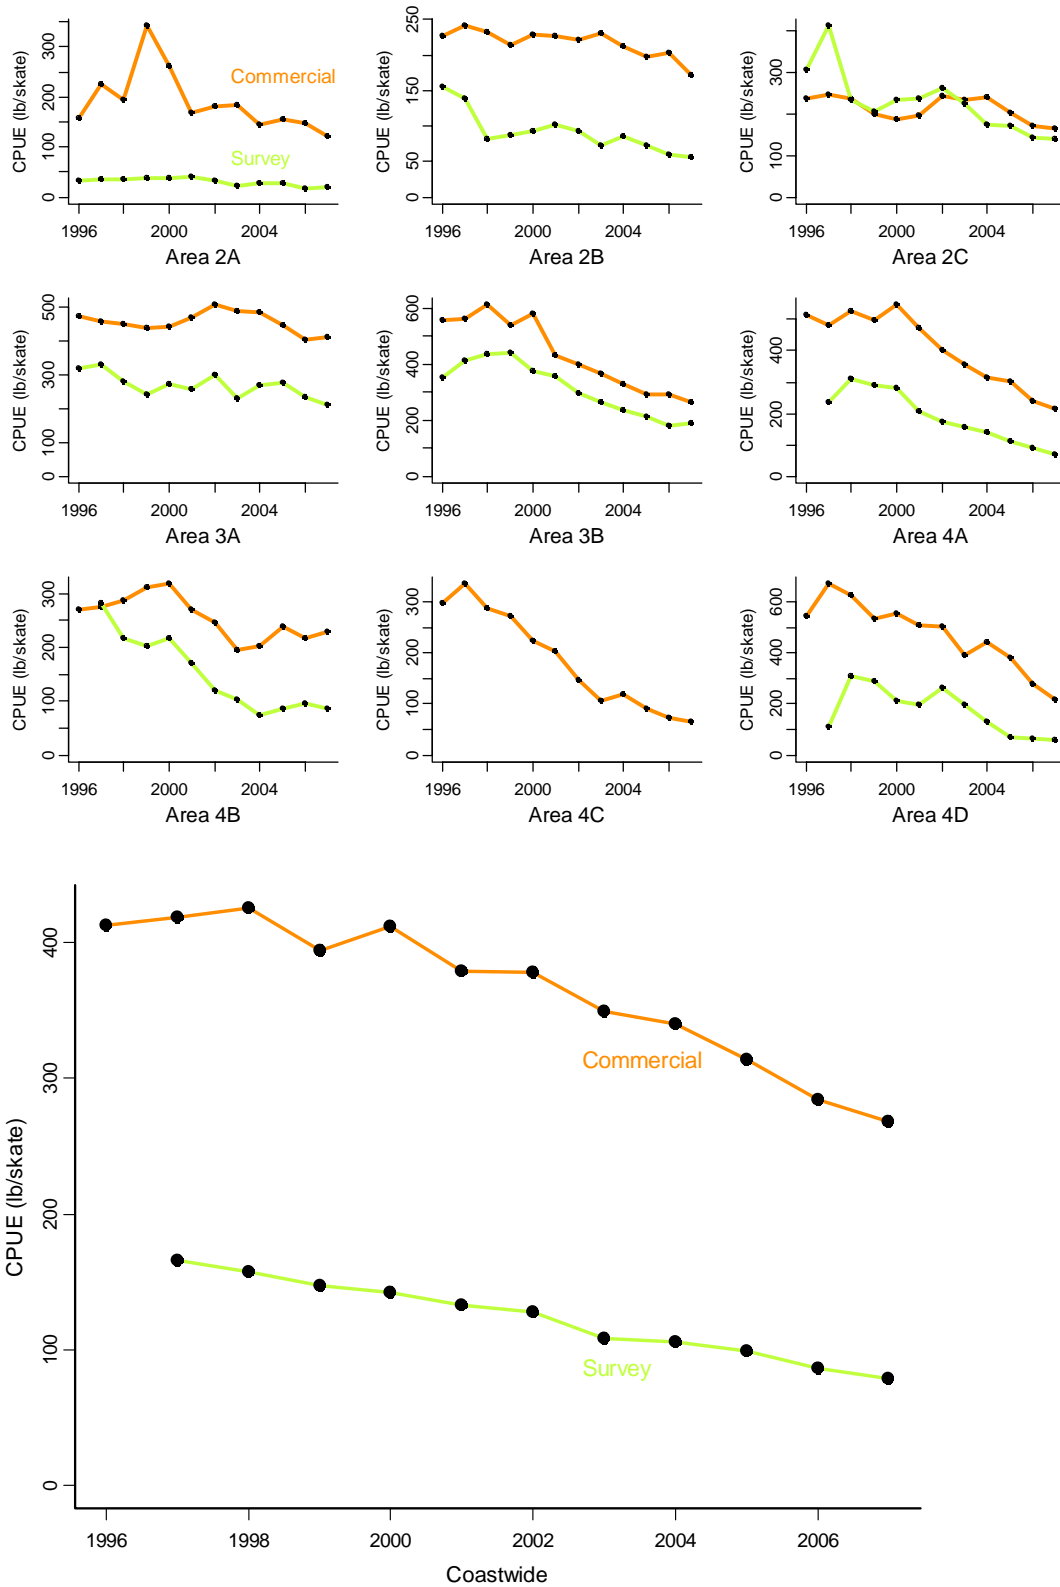 CPUE (lb/skate)
0 100 200 300
Commercial
Survey
1996 2000 2004
Area 2A
CPUE (lb/skate)
0 50 150 250
1996 2000 2004
Area 2B
CPUE (lb/skate)
0 100 300
1996 2000 2004
Area 2C
CPUE (lb/skate)
0 100 300 500
1996 2000 2004
Area 3A
CPUE (lb/skate)
0 200 400 600
1996 2000 2004
Area 3B
CPUE (lb/skate)
0 200 400
1996 2000 2004
Area 4A
CPUE (lb/skate)
0 100 200 300
1996 2000 2004
Area 4B
CPUE (lb/skate)
0 100 200 300
1996 2000 2004
Area 4C
CPUE (lb/skate)
0 200 400 600
1996 2000 2004
Area 4D
CPUE (lb/skate)
0 100 200 300 400
Commercial
Survey
1996 1998 2000 2002 2004 2006
Coastwide